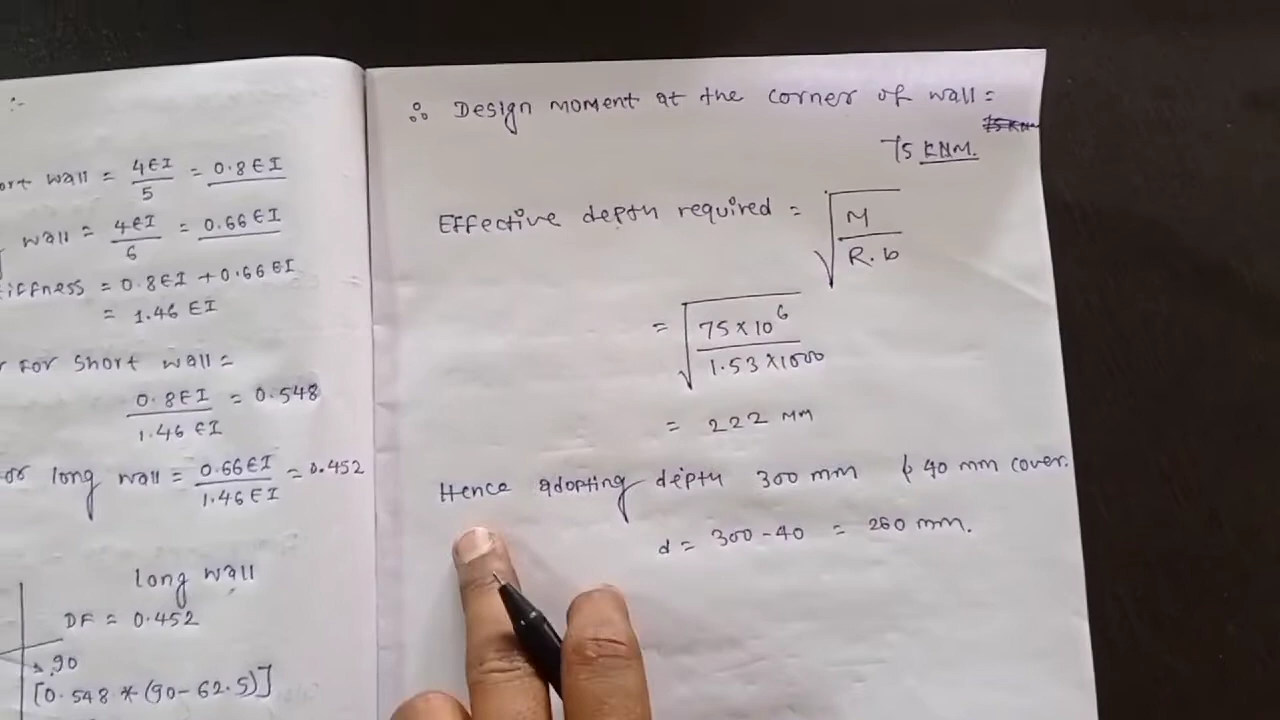 :-
ort wall = 4EI/5 = 0.8EI
wall = 4EI/6 = 0.66EI
iffness = 0.8EI + 0.66EI
= 1.46 EI
r For Short wall =
0.8EI/1.46 EI = 0.548
or long wall = 0.66EI/1.46EI = 0.452
long wall
DF = 0.452
90
[0.548 * (90-62.5)]
∴ Design moment at the corner of wall =
75 KNM.
Effective depth required = √(M/R.b)
= √(75×10⁶/1.53×1000)
= 222 MM
Hence adopting depth 300 mm & 40 mm cover.
d = 300-40 = 260 mm.